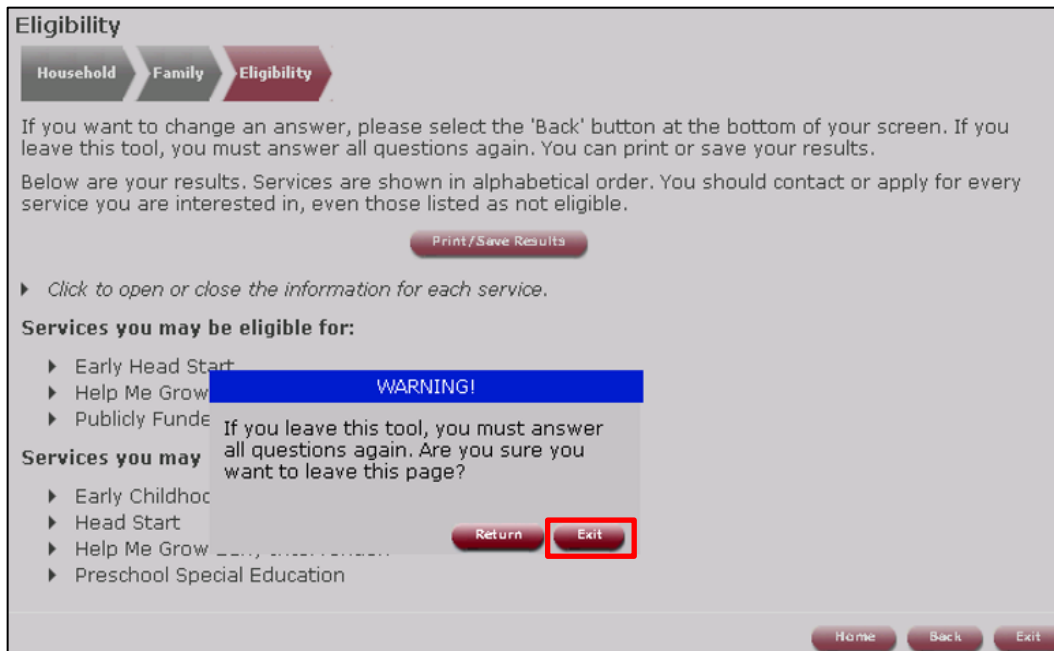 Eligibility
Household Family Eligibility
If you want to change an answer, please select the 'Back' button at the bottom of your screen. If you
leave this tool, you must answer all questions again. You can print or save your results.
Below are your results. Services are shown in alphabetical order. You should contact or apply for every
service you are interested in, even those listed as not eligible.
Print/Save Results
Click to open or close the information for each service.
Services you may be eligible for:
Early Head Start
Help Me Grow
Publicly Funde
WARNING!
If you leave this tool, you must answer
all questions again. Are you sure you
want to leave this page?
Return Exit
Services you may
Early Childhoo
Head Start
Help Me Grow
Preschool Special Education
Home Back Exit